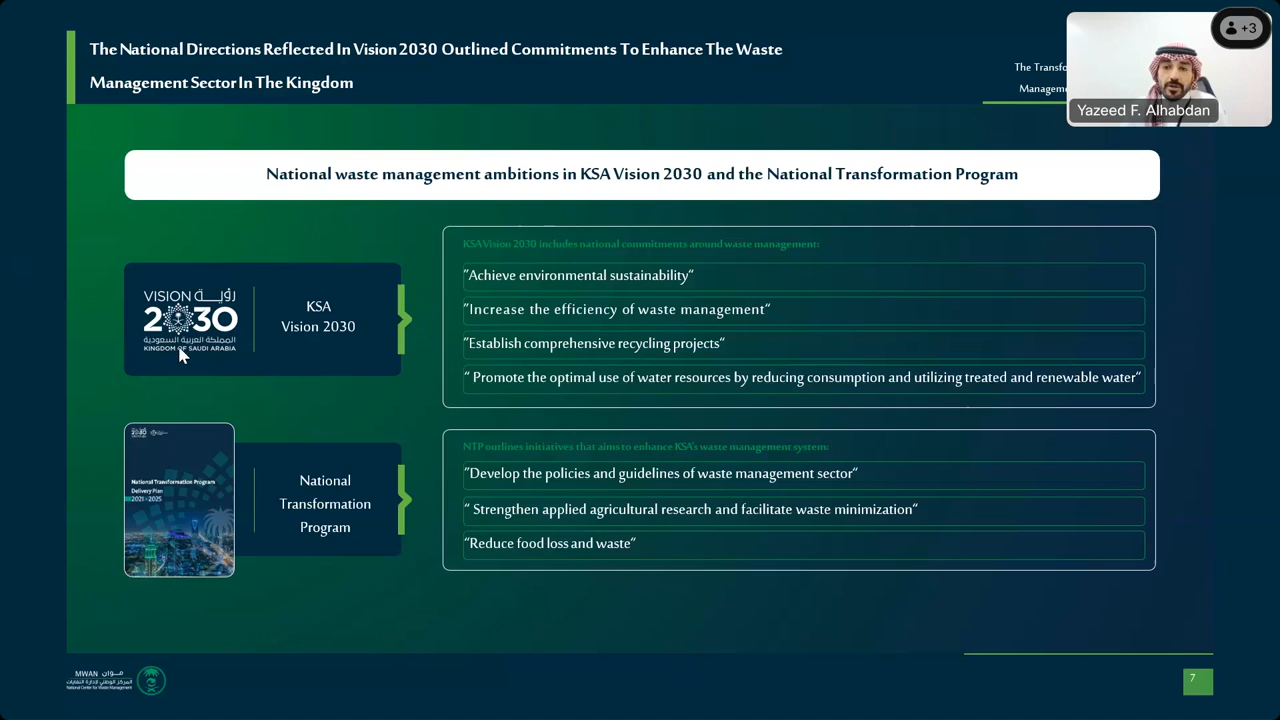 The National Directions Reflected In Vision 2030 Outlined Commitments To Enhance The Waste
Management Sector In The Kingdom
The Transfo
Manageme
+3
Yazeed F. Alhabdan
National waste management ambitions in KSA Vision 2030 and the National Transformation Program
VISION رؤيــة
2030
المملكة العربية السعودية
KINGDOM OF SAUDI ARABIA
KSA
Vision 2030
KSA Vision 2030 includes national commitments around waste management:
"Achieve environmental sustainability"
"Increase the efficiency of waste management"
"Establish comprehensive recycling projects"
" Promote the optimal use of water resources by reducing consumption and utilizing treated and renewable water"
2030
National Transformation Program
Delivery Plan
2021 - 2025
National
Transformation
Program
NTP outlines initiatives that aims to enhance KSA's waste management system:
"Develop the policies and guidelines of waste management sector"
" Strengthen applied agricultural research and facilitate waste minimization"
"Reduce food loss and waste"
MWAN مــوان
المركز الوطني لإدارة النفايات
National Center for Waste Management
7